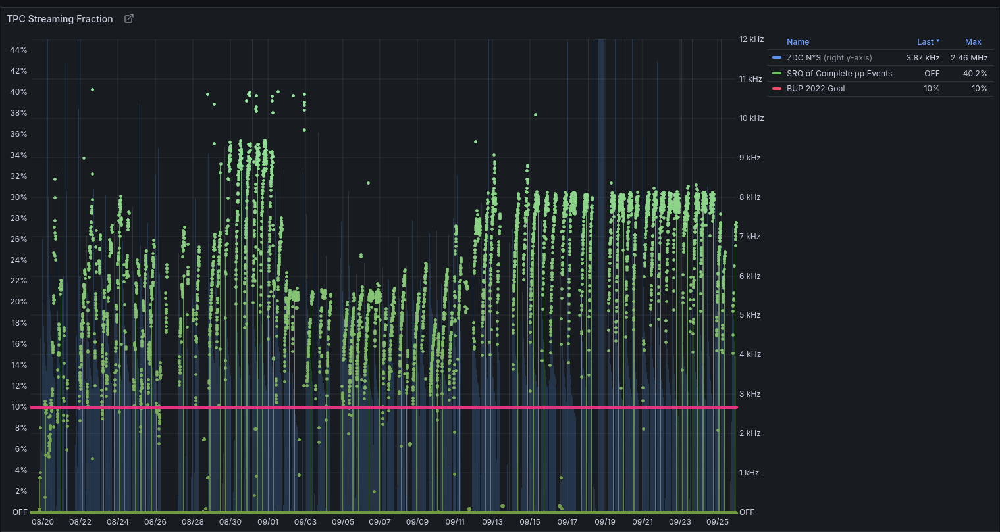 TPC Streaming Fraction
Name Last * Max
ZDC N*S (right y-axis) 3.87 kHz 2.46 MHz
SRO of Complete pp Events OFF 40.2%
BUP 2022 Goal 10% 10%
44%
42%
40%
38%
36%
34%
32%
30%
28%
26%
24%
22%
20%
18%
16%
14%
12%
10%
8%
6%
4%
2%
OFF
12 kHz
11 kHz
10 kHz
9 kHz
8 kHz
7 kHz
6 kHz
5 kHz
4 kHz
3 kHz
2 kHz
1 kHz
OFF
08/20 08/22 08/24 08/26 08/28 08/30 09/01 09/03 09/05 09/07 09/09 09/11 09/13 09/15 09/17 09/19 09/21 09/23 09/25